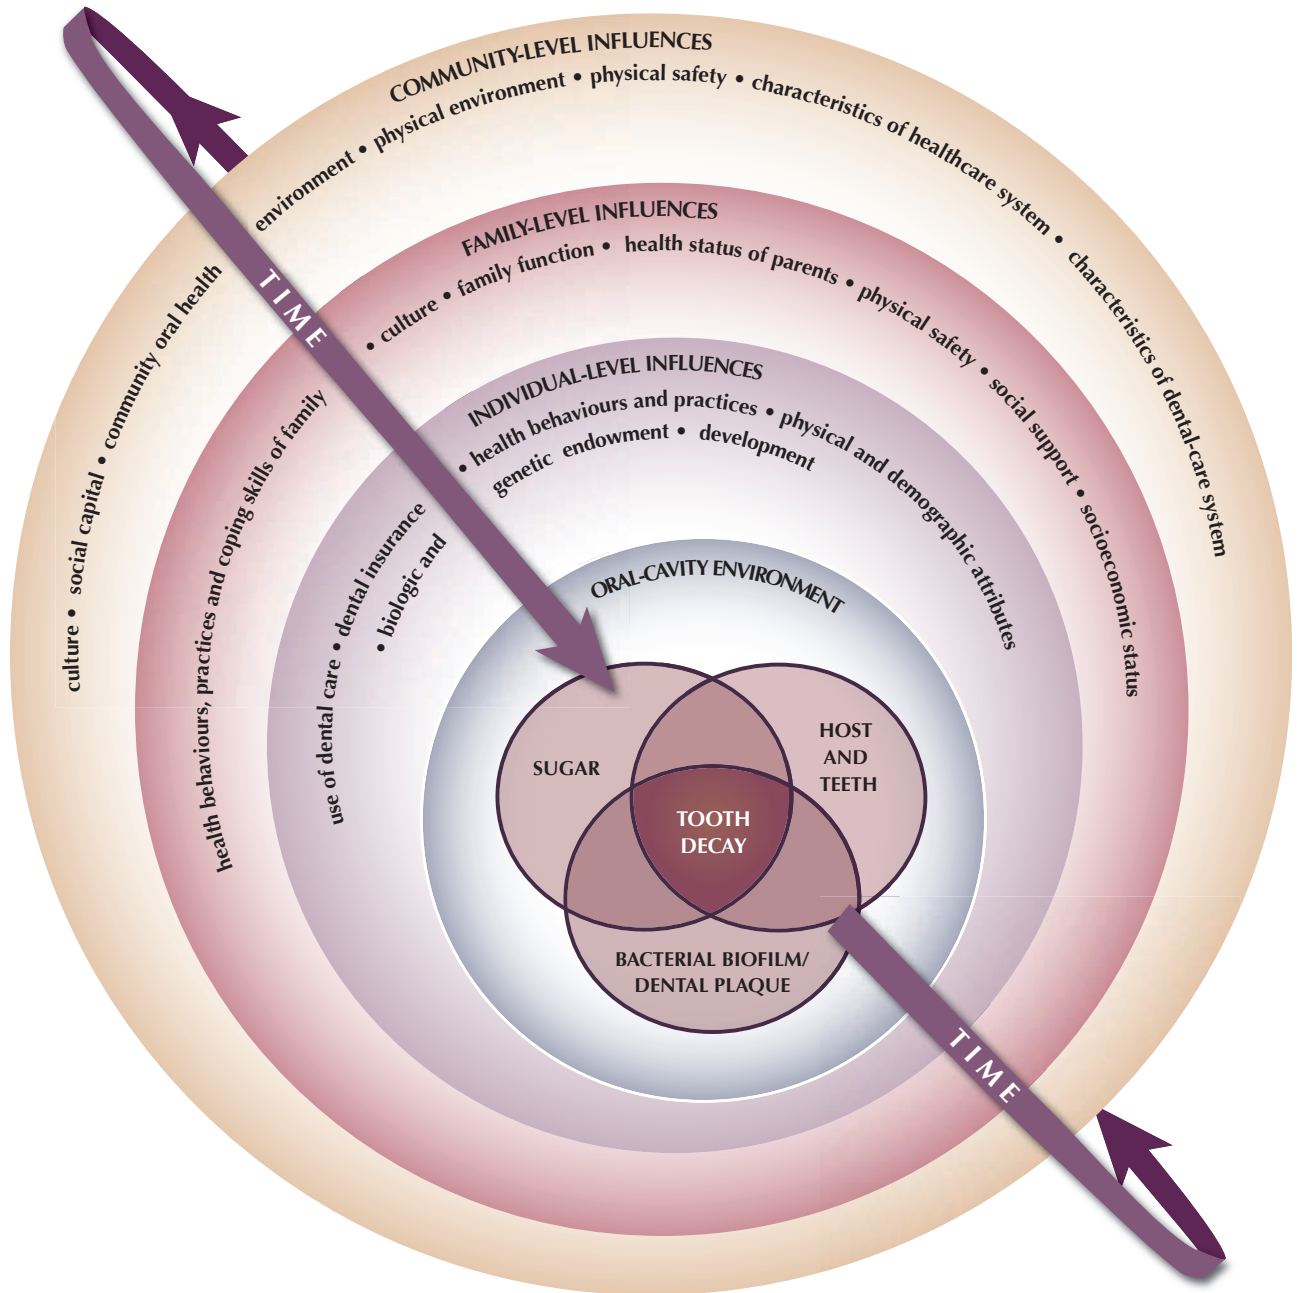 COMMUNITY-LEVEL INFLUENCES
culture • social capital • community oral health environment • physical environment • physical safety • characteristics of healthcare system • characteristics of dental-care system
FAMILY-LEVEL INFLUENCES
health behaviours, practices and coping skills of family • culture • family function • health status of parents • physical safety • social support • socioeconomic status
INDIVIDUAL-LEVEL INFLUENCES
use of dental care • dental insurance • health behaviours and practices • physical and demographic attributes
• biologic and genetic endowment • development
ORAL-CAVITY ENVIRONMENT
TIME
SUGAR
HOST
AND
TEETH
TOOTH
DECAY
BACTERIAL BIOFILM/
DENTAL PLAQUE
TIME